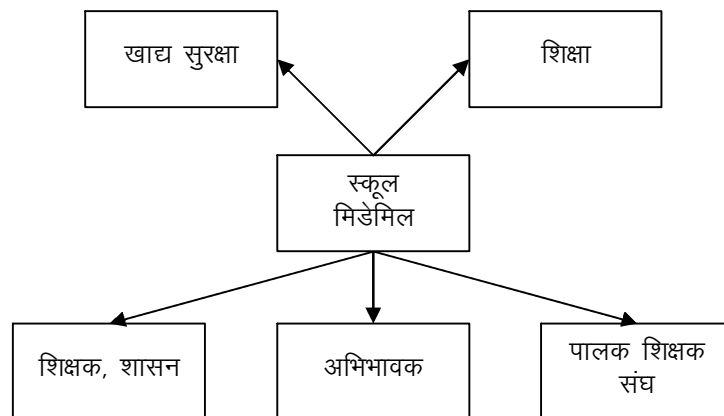 खाद्य सुरक्षा
शिक्षा
स्कूल
मिडेमिल
शिक्षक, शासन
अभिभावक
पालक शिक्षक
संघ